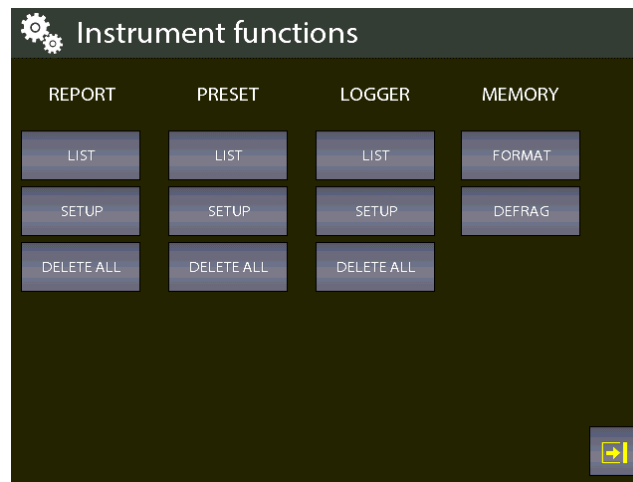 Instrument functions
REPORT PRESET LOGGER MEMORY
LIST LIST LIST FORMAT
SETUP SETUP SETUP DEFRAG
DELETE ALL DELETE ALL DELETE ALL